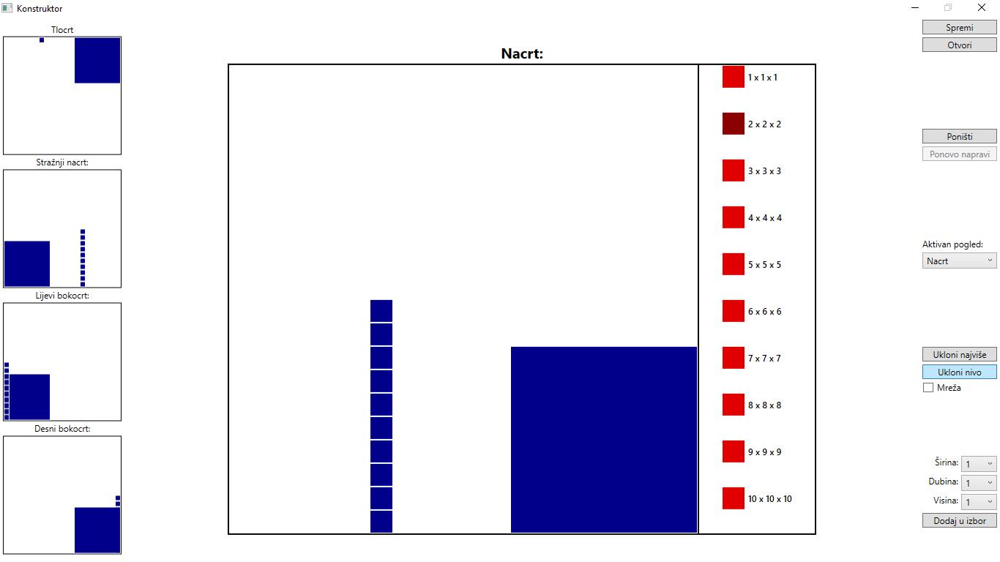 Konstruktor
Tlocrt
Stražnji nacrt:
Lijevi bokocrt:
Desni bokocrt:
Nacrt:
1 x 1 x 1
2 x 2 x 2
3 x 3 x 3
4 x 4 x 4
5 x 5 x 5
6 x 6 x 6
7 x 7 x 7
8 x 8 x 8
9 x 9 x 9
10 x 10 x 10
Spremi
Otvori
Poništi
Ponovo napravi
Aktivan pogled:
Nacrt
Ukloni najviše
Ukloni nivo
Mreža
Širina: 1
Dubina: 1
Visina: 1
Dodaj u izbor